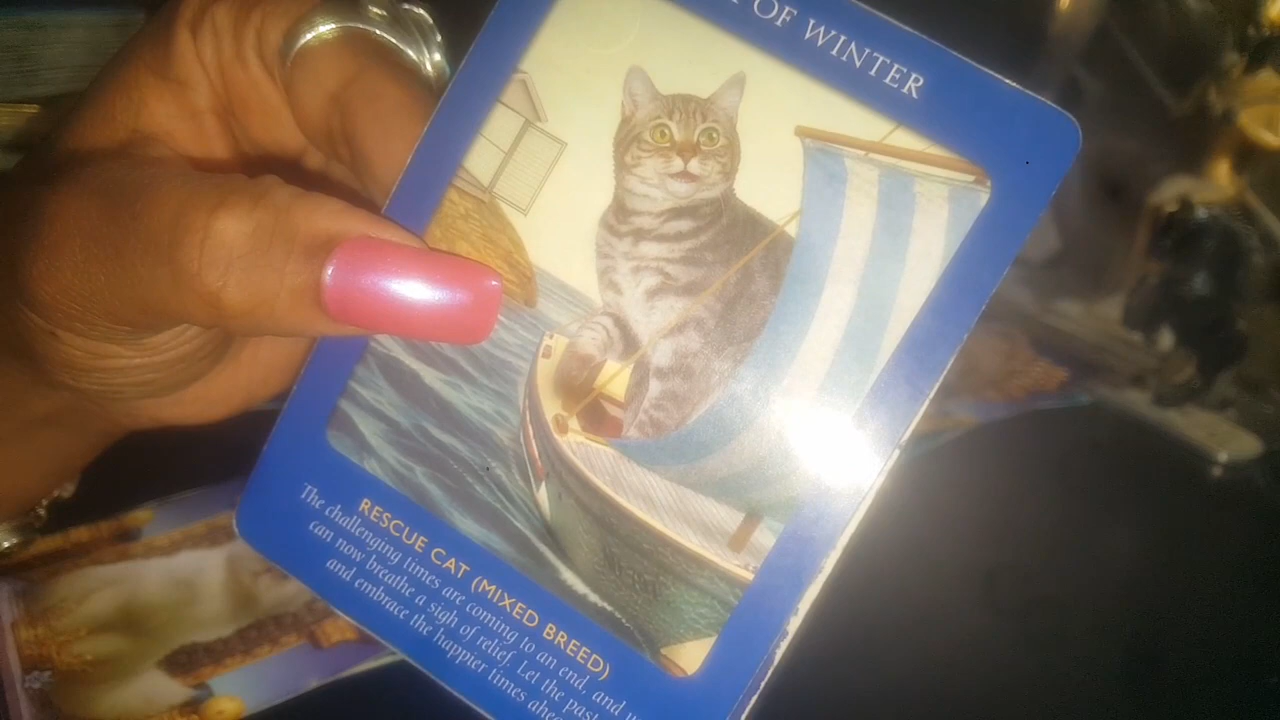 OF WINTER
RESCUE CAT (MIXED BREED)
The challenging times are coming to an end, and
can now breathe a sigh of relief. Let the past
and embrace the happier times